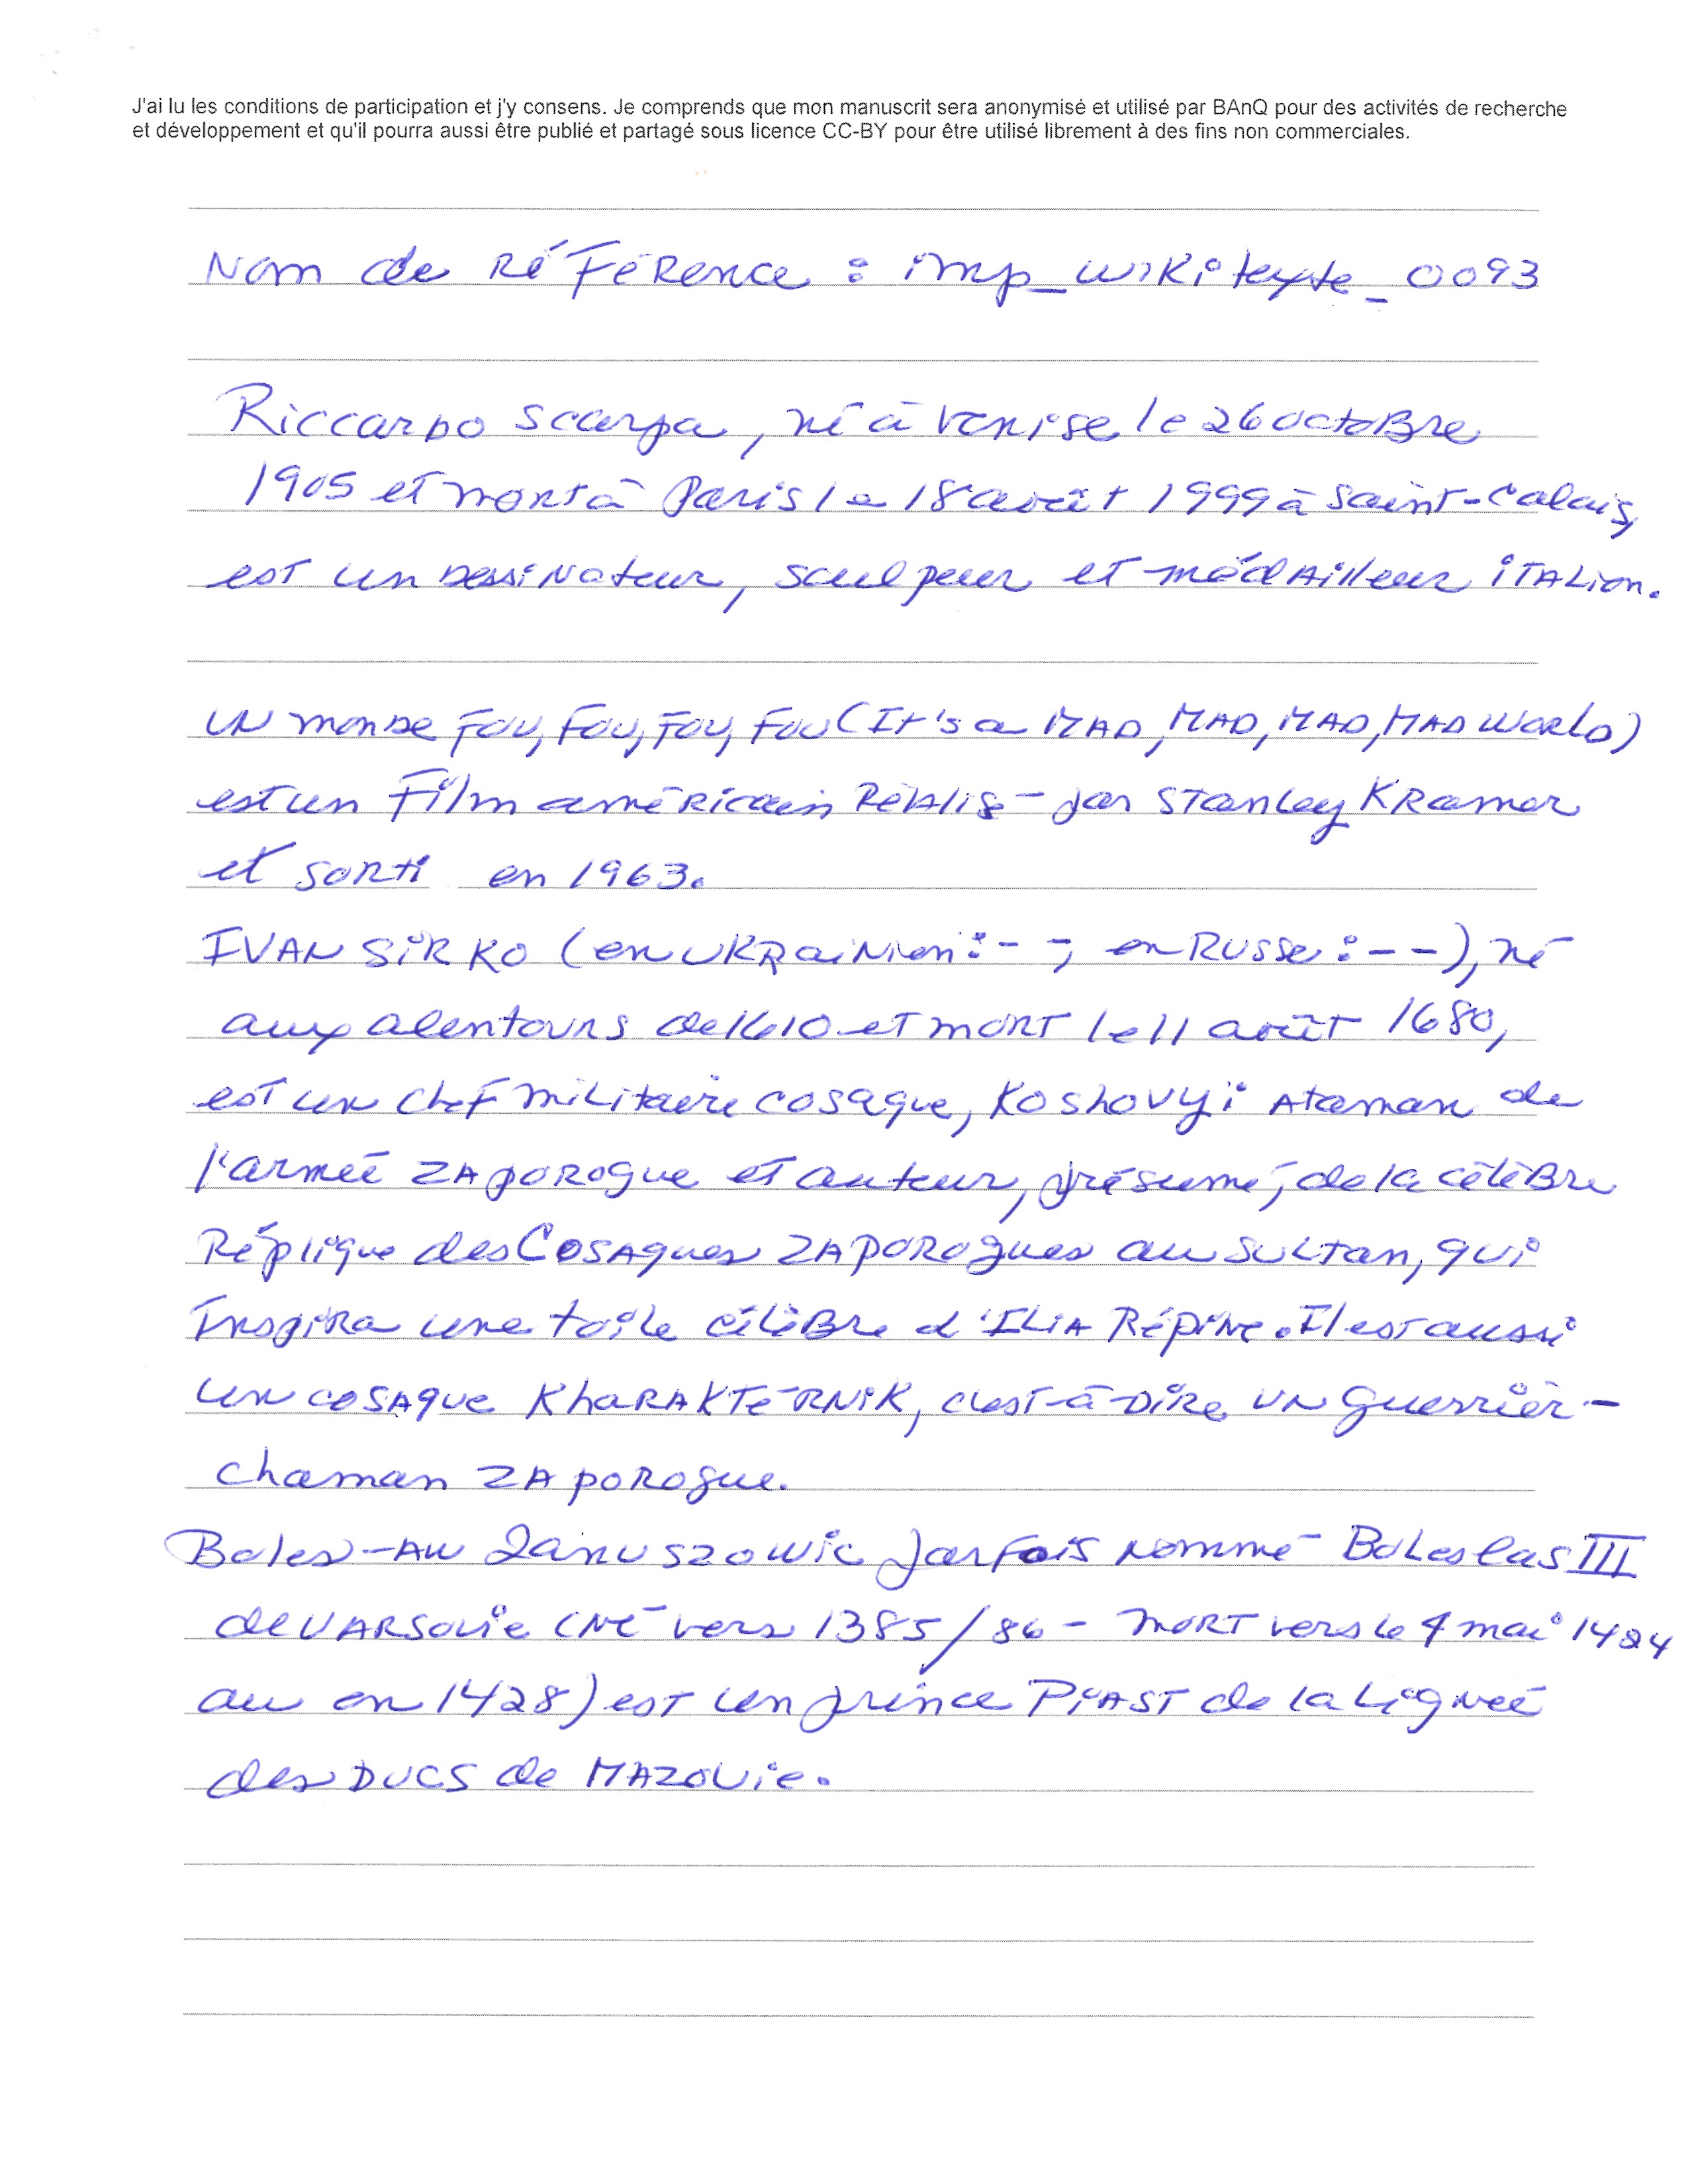 J'ai lu les conditions de participation et j'y consens. Je comprends que mon manuscrit sera anonymisé et utilisé par BAnQ pour des activités de recherche
et développement et qu'il pourra aussi être publié et partagé sous licence CC-BY pour être utilisé librement à des fins non commerciales.
Nom de Référence : imp_wikitexte_0093
Riccardo Scarpa, né à Venise le 26 octobre
1905 et mort à Paris le 18 août 1999 à Saint-Calais,
est un dessinateur, sculpeur et médailleur italion.
UN monde fou, fou, fou, fou (It's a MAD, MAD, MAD, MAD World)
est un Film américain Réalisé par Stanley Kramer
et sorti en 1963.
IVAN SIRKO (en ukrainien : - - ; en Russe : - -), né
aux alentours de 1610 et mort le 11 août 1680,
est un chef militaire cosaque, Koshovyi Ataman de
l'armée ZAPOROGUE et auteur, présumé, de la célèbre
Réplique des Cosaques ZAPOROGUES au Sultan, qui
Inspira une toile célèbre d'ILIA Répine. Il est aussi
un cosaque KharAKTéRNIK, c'est-à-Dire UN guerrier-
chaman ZAPOROGUE.
Boles-AW Januszowic parfois nommé Boleslas III
de VARSOVIE (Né vers 1385/86 - MORT vers le 4 mai 1424
au en 1428) est un prince PIAST de la Lignée
des DUCS de MAZOVIE.